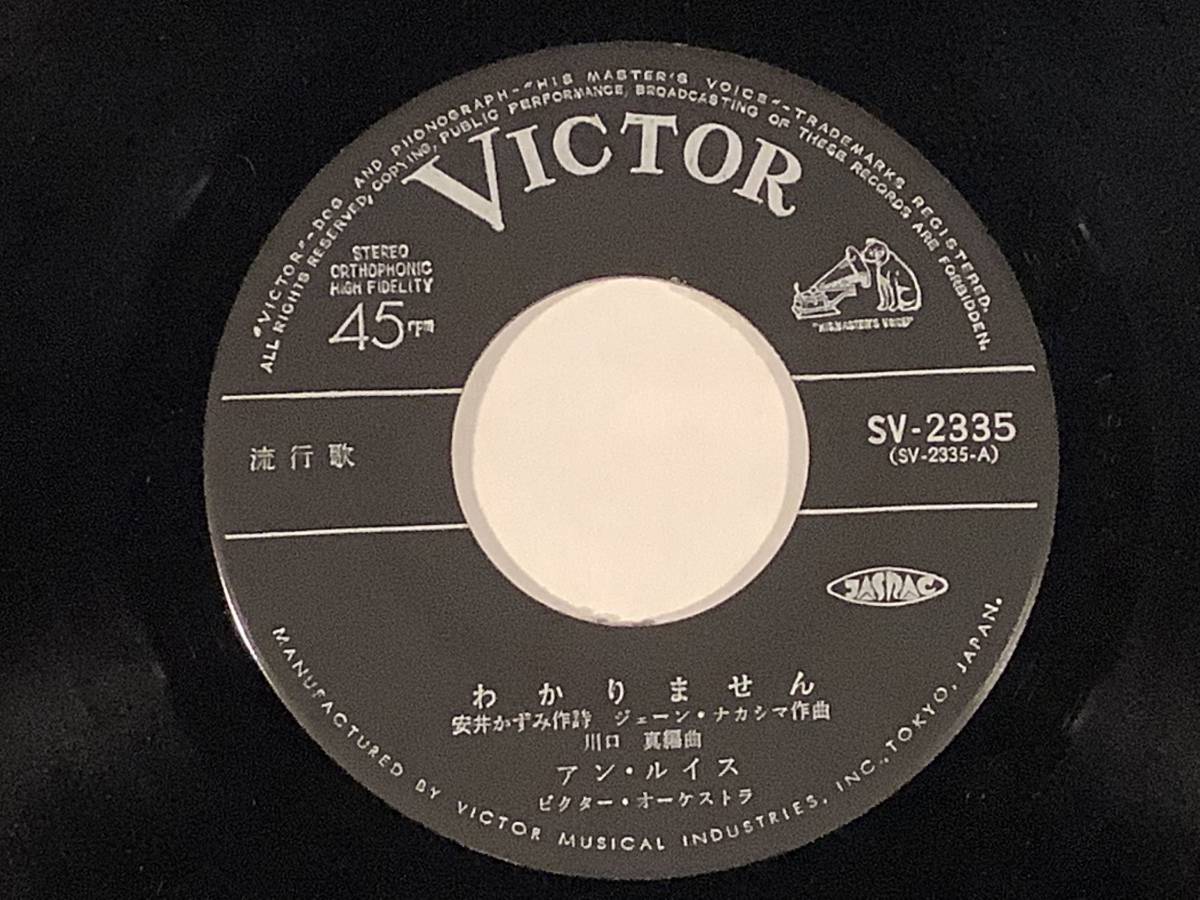 "VICTOR"-DOG AND PHONOGRAPH-"HIS MASTER'S VOICE"-TRADEMARKS REGISTERED.
ALL RIGHTS RESERVED, COPYING, PUBLIC PERFORMANCE, BROADCASTING OF THESE RECORDS ARE FORBIDDEN.
VICTOR
STEREO
ORTHOPHONIC
HIGH FIDELITY
45rpm
"HIS MASTER'S VOICE"
流行歌
SV-2335
(SV-2335-A)
JASRAC
わかりません
安井かずみ作詩 ジェーン・ナカシマ作曲
川口 真編曲
アン・ルイス
ビクター・オーケストラ
MANUFACTURED BY VICTOR MUSICAL INDUSTRIES, INC., TOKYO, JAPAN.